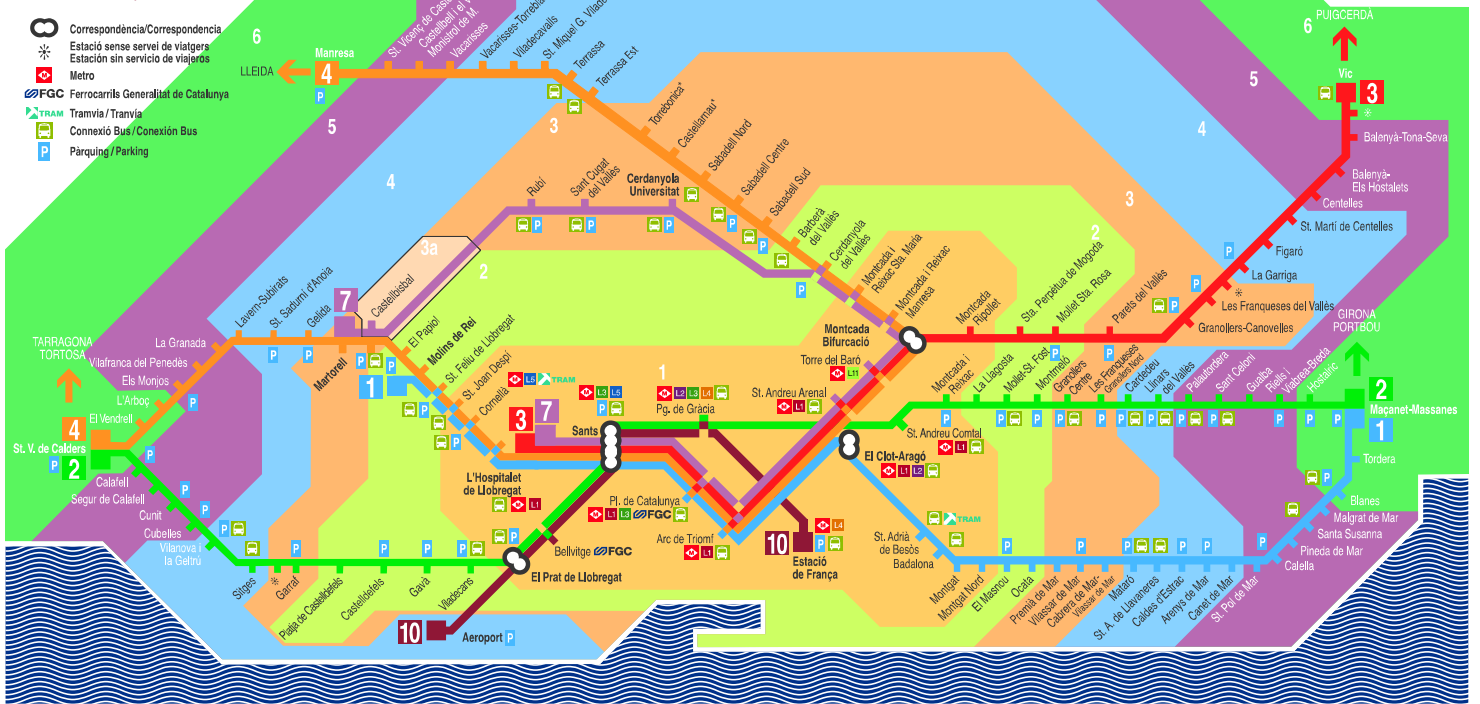 Correspondència/Correspondencia
Estació sense servei de viatgers
Estación sin servicio de viajeros
Metro
FGC Ferrocarrils Generalitat de Catalunya
TRAM Tramvia / Tranvía
Connexió Bus / Conexión Bus
P Pàrquing / Parking
6
5
4
3
LLEIDA
Manresa
4
P
Monistrol de M.
Vacarisses
Viladecavalls
Terrassa
Terrassa Est
Torrebonica*
Castellarnau*
Sabadell Nord
Sabadell Centre
Sabadell Sud
Barberà
del Vallès
Cerdanyola
del Vallès
Montcada i
Reixac Sta. Maria
Montcada i Reixac
Manresa
Montcada
Bifurcació
Rubí
Sant Cugat
del Vallès
Cerdanyola
Universitat
3a
2
7
Castellbisbal
6
PUIGCERDÀ
Vic
3
5
4
3
2
Balenyà-Tona-Seva
Balenyà-
Els Hostalets
Centelles
St. Martí de Centelles
Figaró
La Garriga
Les Franqueses del Vallès
Granollers-Canovelles
Parets del Vallès
Mollet Sta. Rosa
Sta. Perpètua de Mogoda
Montcada
Ripollet
GIRONA
PORTBOU
2
Maçanet-Massanes
1
TARRAGONA
TORTOSA
4
St. V. de Calders
2
El Vendrell
L'Arboç
Els Monjos
Vilafranca del Penedès
La Granada
Lavern-Subirats
St. Sadurní d'Anoia
Gelida
Martorell
1
El Papiol
Molins de Rei
St. Feliu de Llobregat
St. Joan Despí
Cornellà
L5 TRAM
3
7
L'Hospitalet
de Llobregat
L1
Sants
L3 L5
1
Pg. de Gràcia
L2 L3 L4
Pl. de Catalunya
L1 L3 FGC
Arc de Triomf
L1
Torre del Baró
L11
St. Andreu Arenal
L1
St. Andreu Comtal
L1
El Clot-Aragó
L1 L2
10
Estació
de França
L4
Montcada i
Reixac
La Llagosta
Mollet-St. Fost
Montmeló
Granollers
Centre
Les Franqueses
Granollers Nord
Cardedeu
Llinars
del Vallès
Palautordera
Sant Celoni
Gualba
Riells i
Viabrea-Breda
Hostalric
Tordera
Blanes
Malgrat de Mar
Santa Susanna
Pineda de Mar
Calella
St. Pol de Mar
Canet de Mar
Arenys de Mar
Caldes d'Estrac
St. A. de Llavaneres
Mataró
Cabrera de Mar-
Vilassar de Mar
Vilassar de Mar
Premià de Mar
Ocata
El Masnou
Montgat Nord
Montgat
Badalona
St. Adrià
de Besòs
TRAM
Calafell
Segur de Calafell
Cunit
Cubelles
Vilanova i
la Geltrú
Sitges
Garraf
Platja de Castelldefels
Castelldefels
Gavà
Viladecans
El Prat de Llobregat
Bellvitge FGC
10
Aeroport P